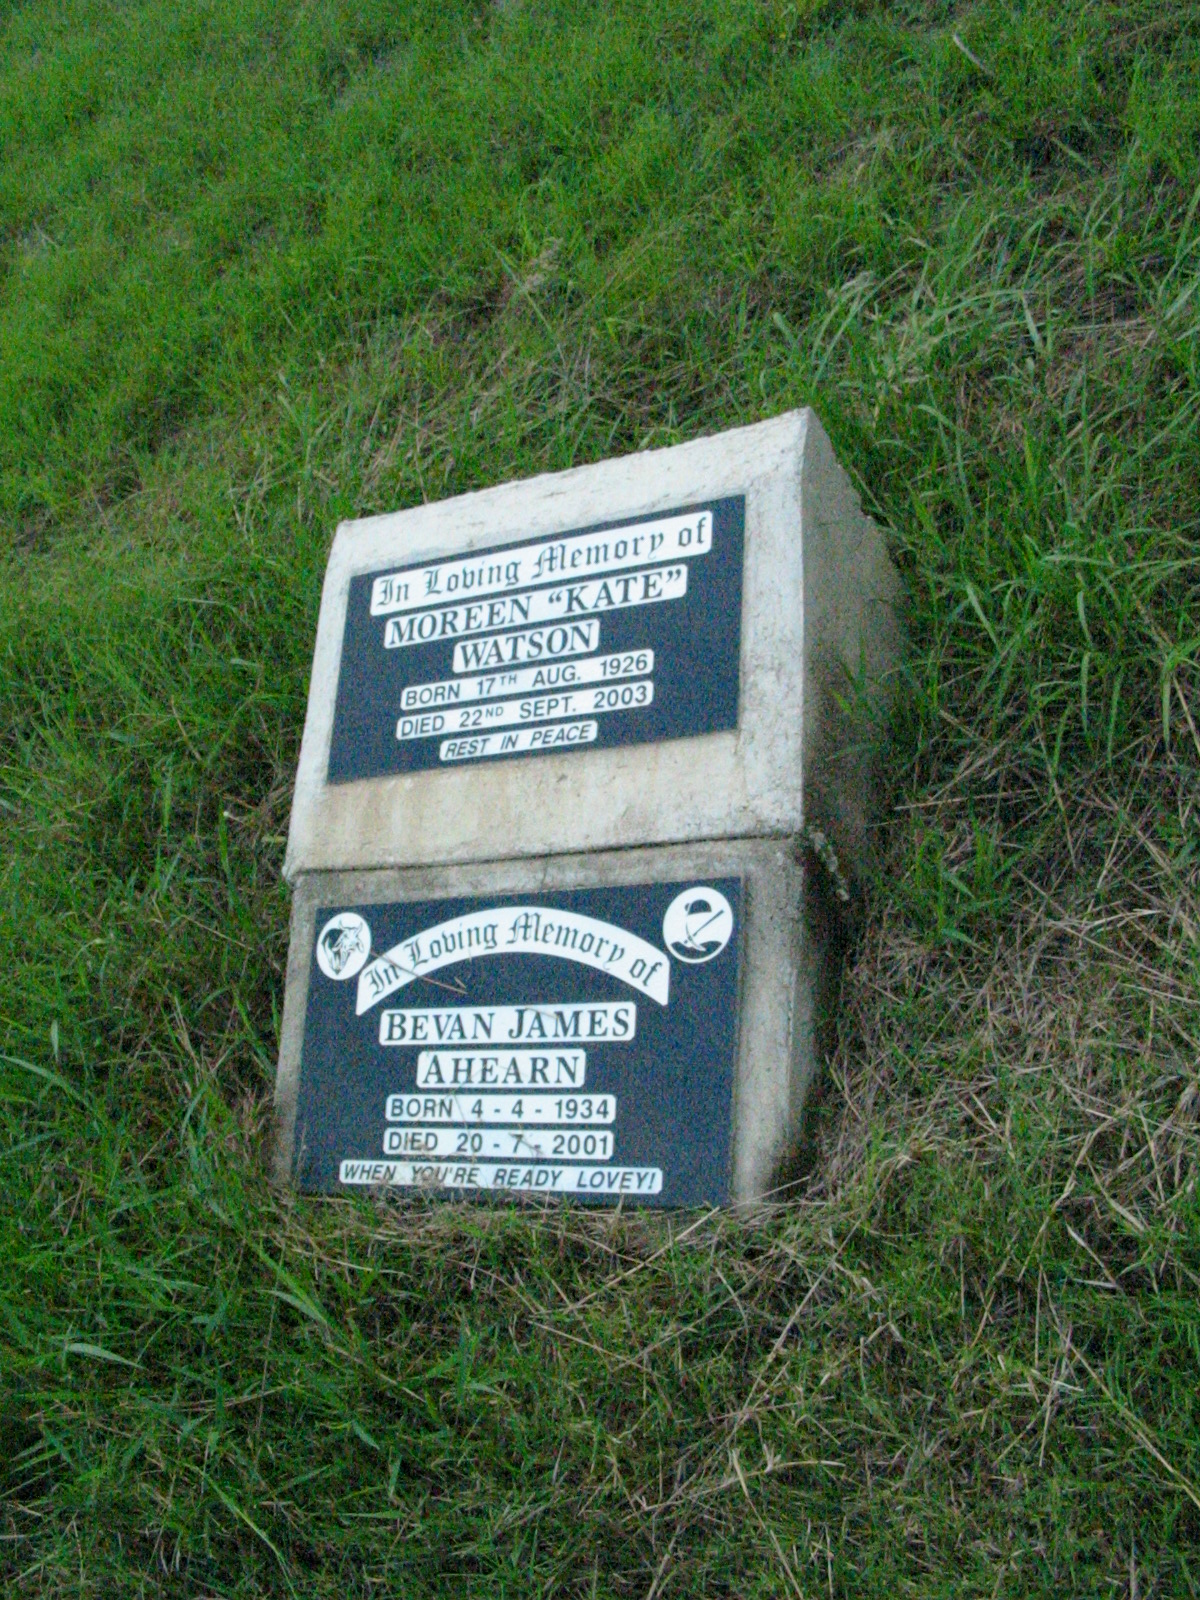 In Loving Memory of
MOREEN “KATE”
WATSON
BORN 17TH AUG. 1926
DIED 22ND SEPT. 2003
REST IN PEACE
In Loving Memory of
BEVAN JAMES
AHEARN
BORN 4 - 4 - 1934
DIED 20 - 7 - 2001
WHEN YOU'RE READY LOVEY!